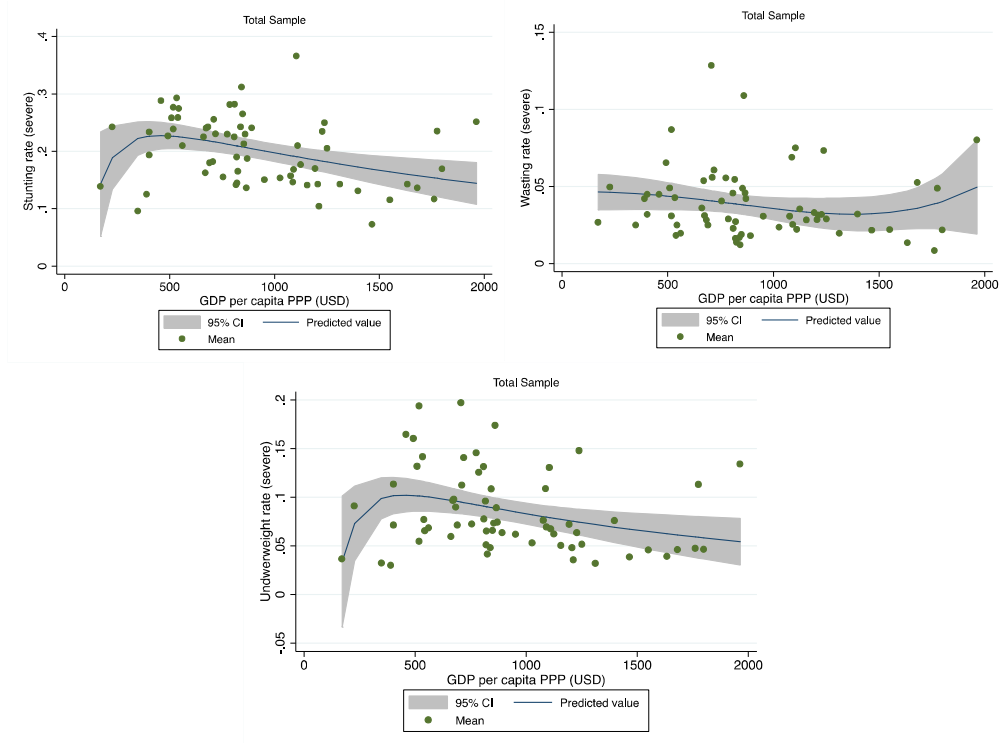 Total Sample
Stunting rate (severe)
.4
.3
.2
.1
0
0 500 1000 1500 2000
GDP per capita PPP (USD)
95% CI Predicted value
Mean
Total Sample
Wasting rate (severe)
.15
.1
.05
0
0 500 1000 1500 2000
GDP per capita PPP (USD)
95% CI Predicted value
Mean
Total Sample
Undwerweight rate (severe)
.2
.15
.1
.05
0
-.05
0 500 1000 1500 2000
GDP per capita PPP (USD)
95% CI Predicted value
Mean